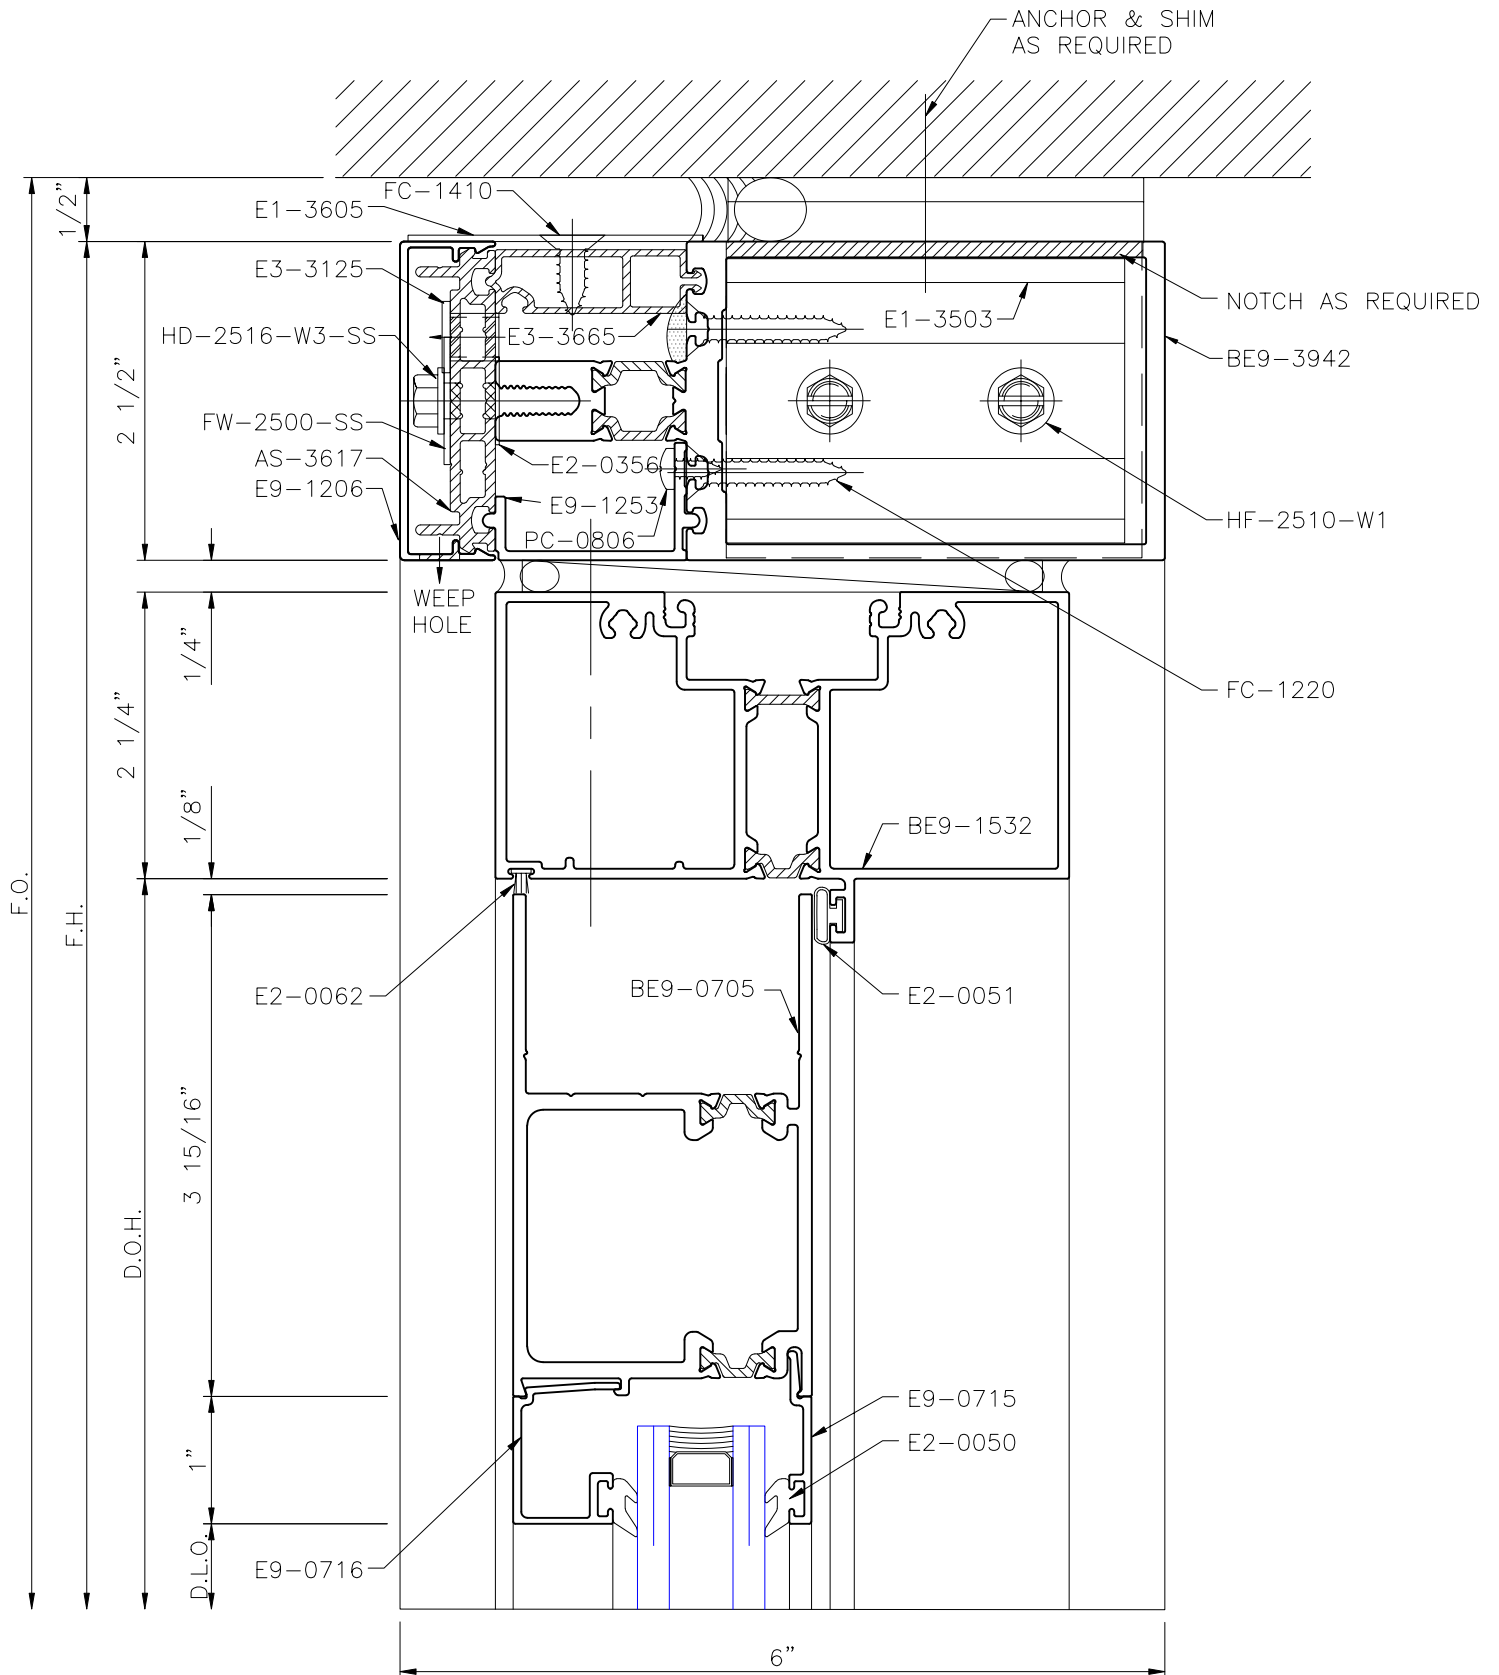 ANCHOR & SHIM
AS REQUIRED
1/2"
FC-1410
E1-3605
E3-3125
E1-3503
NOTCH AS REQUIRED
HD-2516-W3-SS
E3-3665
BE9-3942
2 1/2"
FW-2500-SS
AS-3617
E2-0356
E9-1206
E9-1253
HF-2510-W1
PC-0806
WEEP
HOLE
1/4"
FC-1220
2 1/4"
1/8"
BE9-1532
F.O.
F.H.
E2-0062
BE9-0705
E2-0051
3 15/16"
D.O.H.
E9-0715
E2-0050
1"
E9-0716
D.L.O.
6"